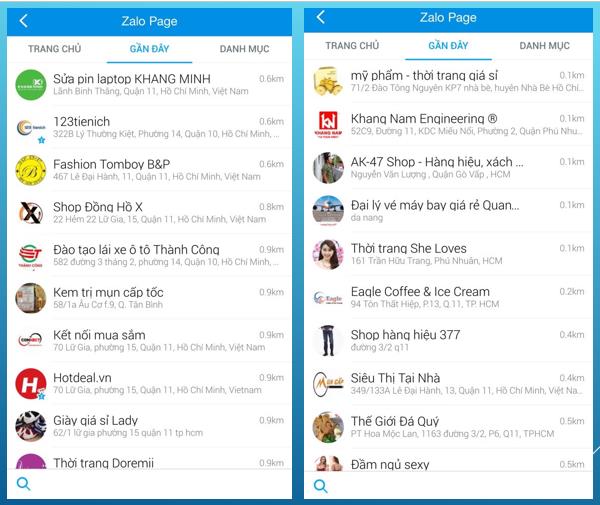 Zalo Page
TRANG CHỦ GẦN ĐÂY DANH MỤC
Sửa pin laptop KHANG MINH 0.6km
Lãnh Binh Thăng, Quận 11, Hồ Chí Minh, Việt Nam
123tienich 0.6km
322B Lý Thường Kiệt, Phường 14, Quận 10, Hồ Chí Minh, ...
Fashion Tomboy B&P 0.6km
467 Lê Đại Hành, 11, Quận 11, Hồ Chí Minh, Việt Nam
Shop Đồng Hồ X 0.8km
22 Hẻm 22 Lữ Gia, 15, Quận 11, Hồ Chí Minh, Việt Nam
Đào tạo lái xe ô tô Thành Công 0.9km
582 đường 3 tháng 2, phường 14, Quận 10, Hồ Chí Minh, ...
Kem trị mụn cấp tốc 0.9km
58/1a Âu Cơ f.9, Q. Tân Bình
Kết nối mua sắm 0.9km
70 Lữ Gia, phường 15, Quận 11, Hồ Chí Minh, Việt Nam
Hotdeal.vn 0.9km
70 Lữ Gia, phường 15, Quận 11, Hồ Chí Minh, Vietnam
Giày giá sỉ Lady 0.9km
62/1 lữ gia phường 15 quận 11 tp hcm
Thời trang Doremii 0.9km
Zalo Page
TRANG CHỦ GẦN ĐÂY DANH MỤC
mỹ phẩm - thời trang giá sỉ 0.1km
71/2 Đào Tông Nguyên KP7 nhà bè, huyện Nhà Bè Hồ Chí...
Khang Nam Engineering ® 0.1km
52C9, Đường 11, KDC Miếu Nổi, Phường 2, Quận Phú Nhu...
AK-47 Shop - Hàng hiệu, xách ... 0.1km
Nguyễn Văn Lượng , Quận Gò Vấp , HCM
Đại lý vé máy bay giá rẻ Quan... 0.1km
da nang
Thời trang She Loves 0.1km
161 Trần Hữu Trang, Phú Nhuận, HCM
Eagle Coffee & Ice Cream 0.2km
94 Tôn Thất Hiệp, P.13, Q.11, TP. HCM
Shop hàng hiệu 377 0.4km
đường 3/2 q11
Siêu Thị Tại Nhà 0.4km
349/133A Lê Đại Hành, 13, Quận 11, Hồ Chí Minh, Việt Na...
Thế Giới Đá Quý 0.5km
PT Hoa Mộc Lan, 1163 đường 3/2, P6, Q11, TPHCM
Đầm ngủ sexy 0.5km